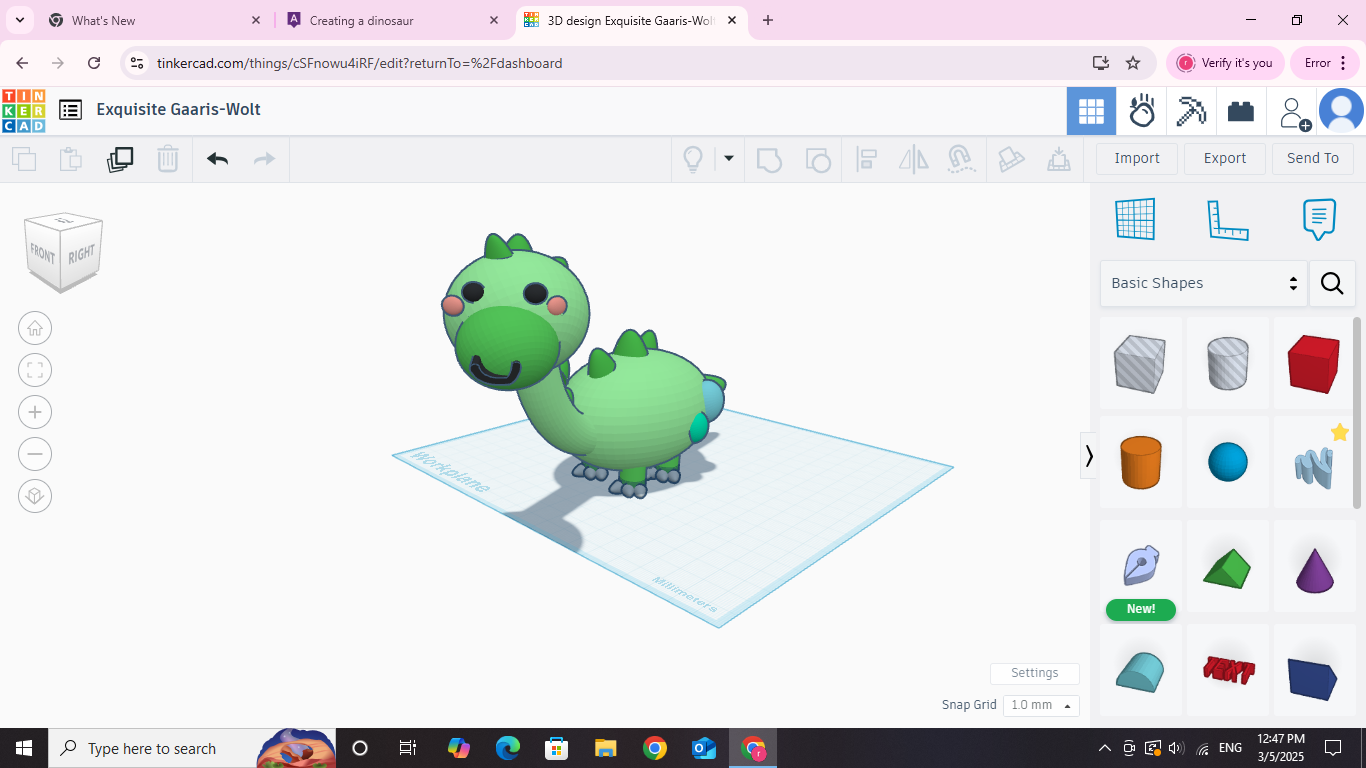 What's New
Creating a dinosaur
3D design Exquisite Gaaris-Wol
tinkercad.com/things/cSFnowu4iRF/edit?returnTo=%2Fdashboard
Verify it's you
Error
TIN
KER
CAD
Exquisite Gaaris-Wolt
Import
Export
Send To
TOP
FRONT
RIGHT
Basic Shapes
Workplane
Millimeters
New!
TEXT
Settings
Snap Grid
1.0 mm
Type here to search
ENG
12:47 PM
3/5/2025